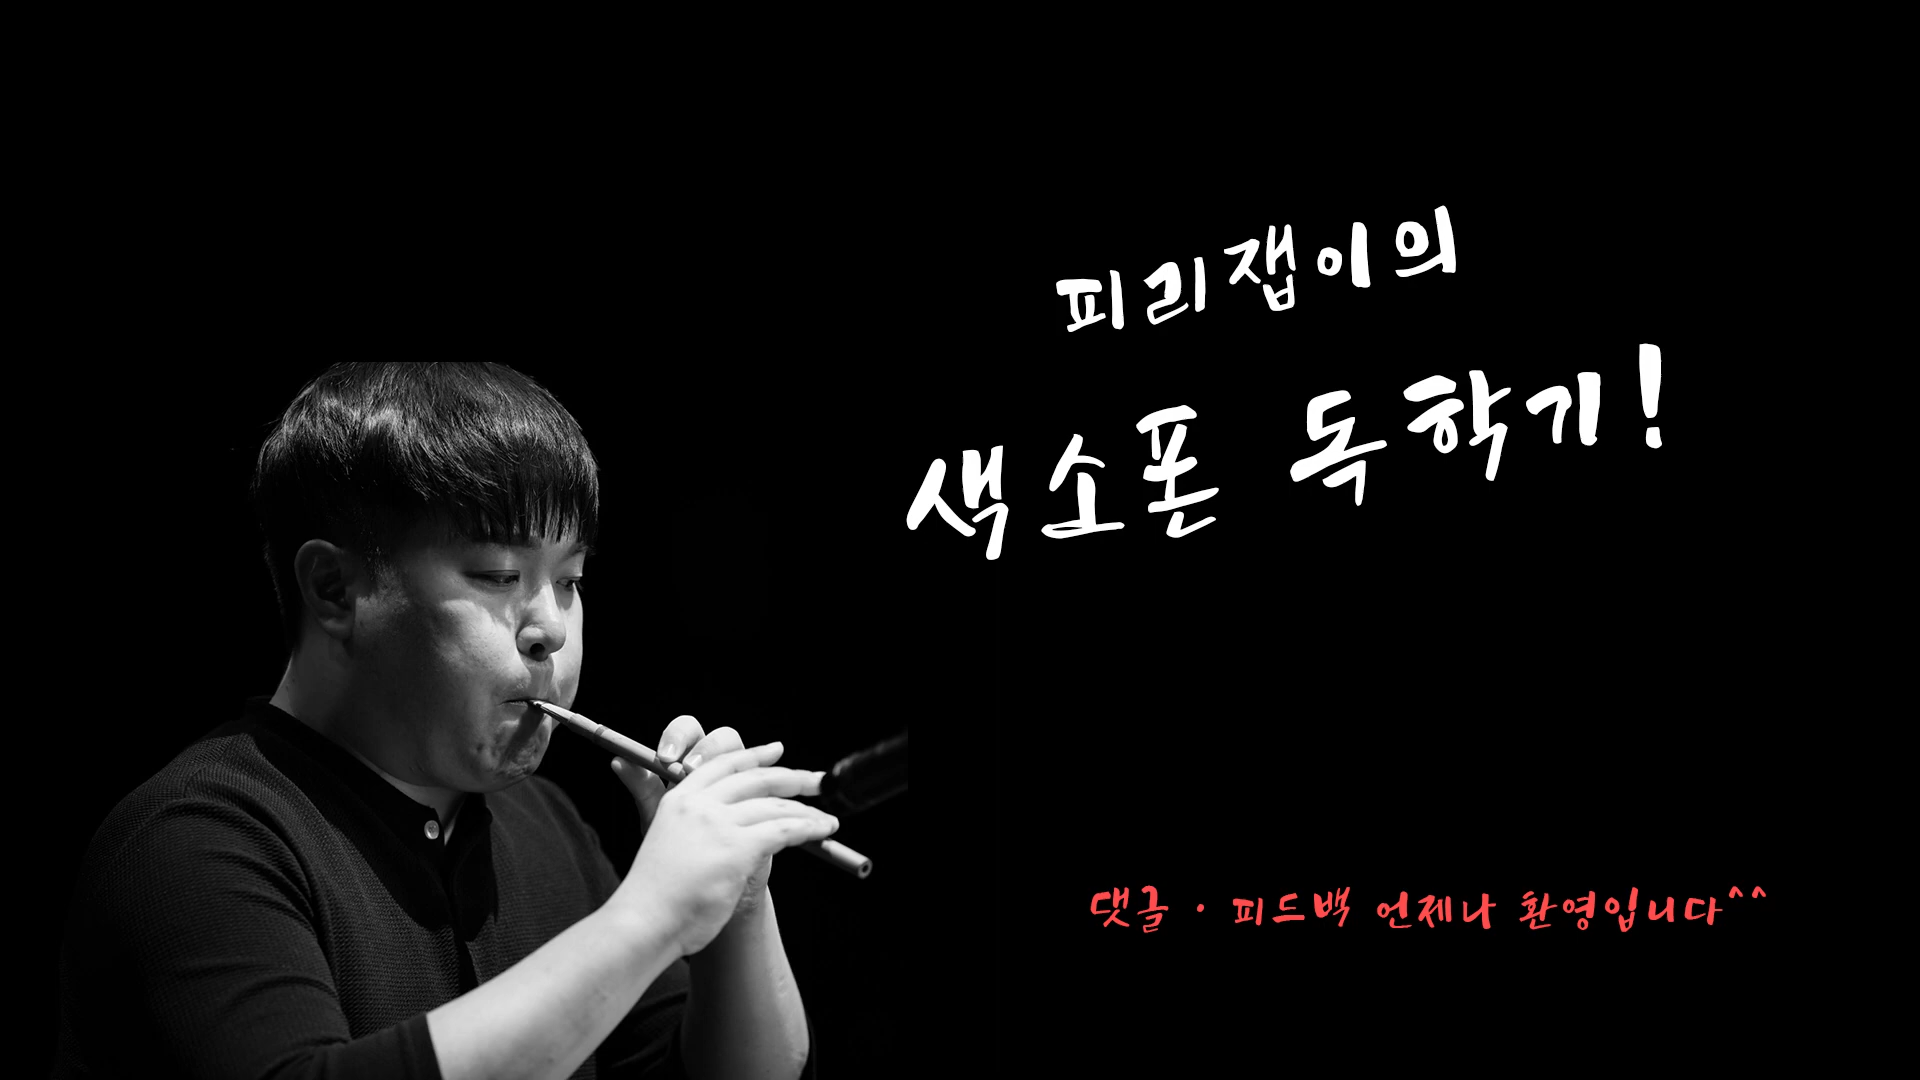 피리잽이의
색소폰 독학기!
댓글 · 피드백 언제나 환영입니다^^